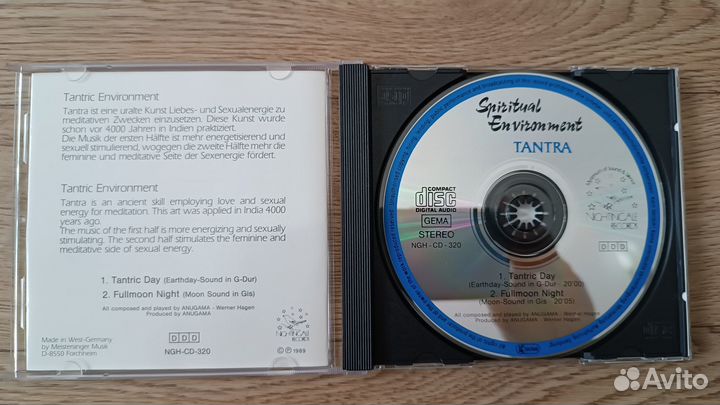 Tantric Environment
Tantra ist eine uralte Kunst Liebes- und Sexualenergie zu
meditativen Zwecken einzusetzen. Diese Kunst wurde
schon vor 4000 Jahren in Indien praktiziert.
Die Musik der ersten Hälfte ist mehr energetisierend und
sexuell stimulierend, wogegen die zweite Hälfte mehr die
feminine und meditative Seite der Sexenergie fördert.
Tantric Environment
Tantra is an ancient skill employing love and sexual
energy for meditation. This art was applied in India 4000
years ago.
The music of the first half is more energizing and sexually
stimulating. The second half stimulates the feminine and
meditative side of sexual energy.
1. Tantric Day (Earthday-Sound in G-Dur)
2. Fullmoon Night (Moon Sound in Gis)
All composed and played by ANUGAMA - Werner Hagen
Produced by ANUGAMA
Made in West-Germany
by Meistersinger Musik
D-8550 Forchheim
DDD
NGH-CD-320
NIGHTINGALE
RECORDS
© ℗ 1989
Spiritual
Environment
TANTRA
COMPACT
disc
DIGITAL AUDIO
GEMA
STEREO
NGH-CD-320
NIGHTINGALE
RECORDS
DDD
1. Tantric Day
(Earthday-Sound in G-Dur 20'00)
2. Fullmoon Night
(Moon-Sound in Gis 20'05)
All composed and played by ANUGAMA - Werner Hagen
Produced by ANUGAMA - Werner Hagen
Avito